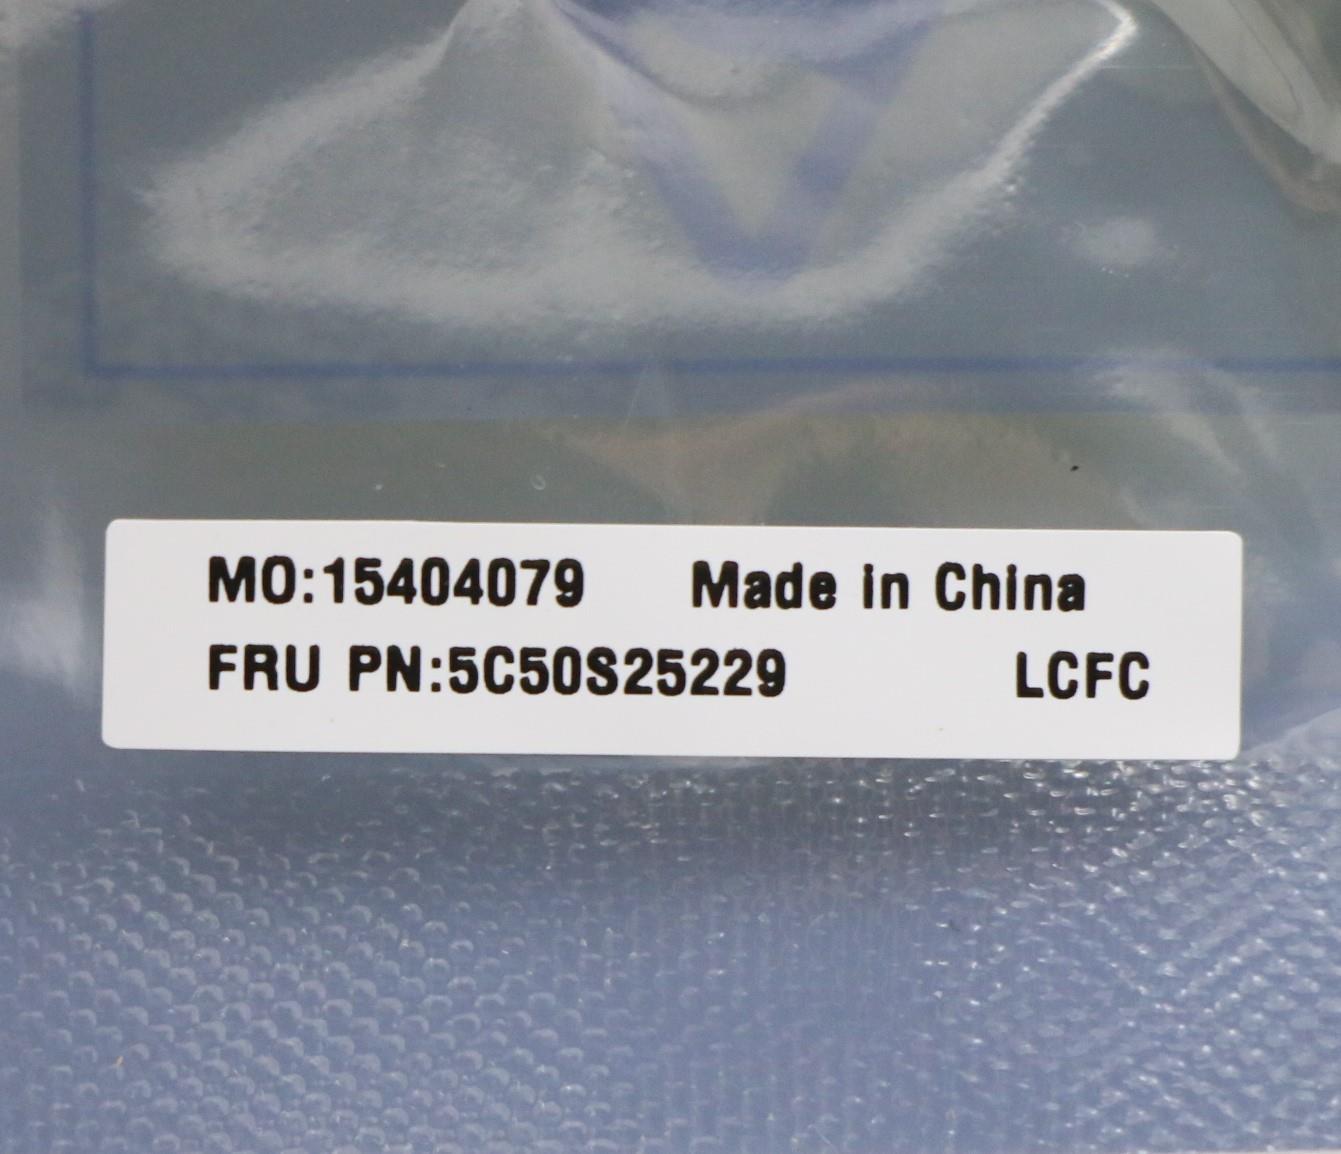 MO:15404079 Made in China
FRU PN:5C50S25229 LCFC